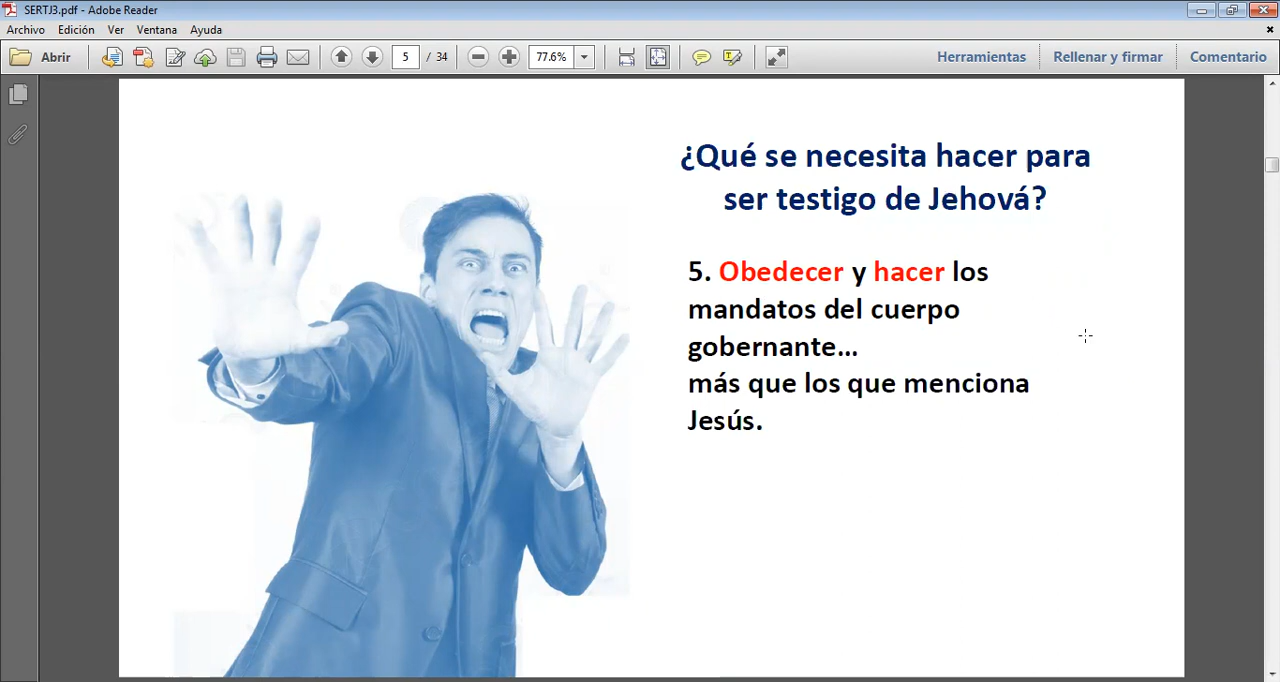 SERTJ3.pdf - Adobe Reader
Archivo Edición Ver Ventana Ayuda
Abrir 5 / 34 77.6% Herramientas Rellenar y firmar Comentario
¿Qué se necesita hacer para
ser testigo de Jehová?
5. Obedecer y hacer los
mandatos del cuerpo
gobernante...
más que los que menciona
Jesús.